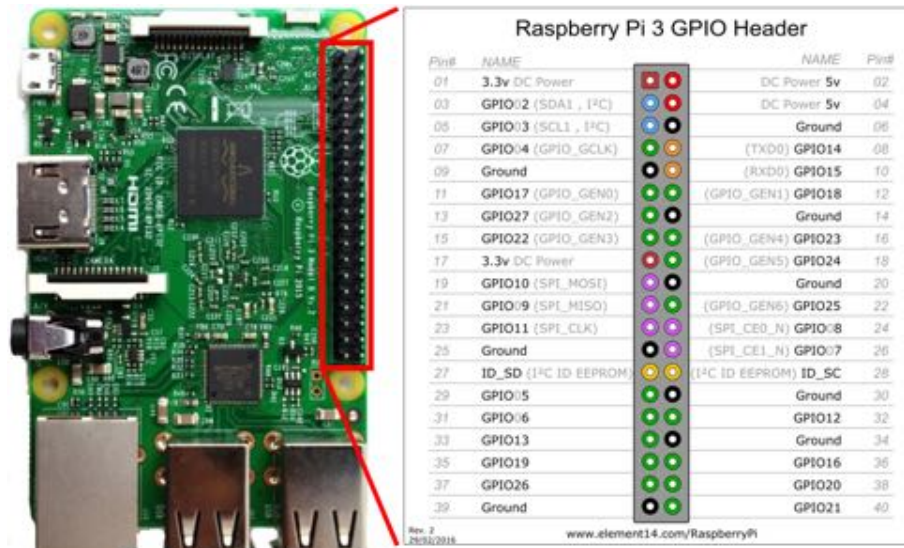 Raspberry Pi 3 GPIO Header
Pin# NAME NAME Pin#
01 3.3v DC Power DC Power 5v 02
03 GPIO02 (SDA1 , I²C) DC Power 5v 04
05 GPIO03 (SCL1 , I²C) Ground 06
07 GPIO04 (GPIO_GCLK) (TXD0) GPIO14 08
09 Ground (RXD0) GPIO15 10
11 GPIO17 (GPIO_GEN0) (GPIO_GEN1) GPIO18 12
13 GPIO27 (GPIO_GEN2) Ground 14
15 GPIO22 (GPIO_GEN3) (GPIO_GEN4) GPIO23 16
17 3.3v DC Power (GPIO_GEN5) GPIO24 18
19 GPIO10 (SPI_MOSI) Ground 20
21 GPIO09 (SPI_MISO) (GPIO_GEN6) GPIO25 22
23 GPIO11 (SPI_CLK) (SPI_CE0_N) GPIO08 24
25 Ground (SPI_CE1_N) GPIO07 26
27 ID_SD (I²C ID EEPROM) (I²C ID EEPROM) ID_SC 28
29 GPIO05 Ground 30
31 GPIO06 GPIO12 32
33 GPIO13 Ground 34
35 GPIO19 GPIO16 36
37 GPIO26 GPIO20 38
39 Ground GPIO21 40
Rev. 2
29/02/2016
www.element14.com/RaspberryPi
HDMI
CAMERA